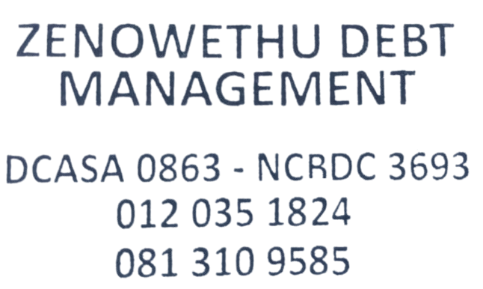 ZENOWETHU DEBT
MANAGEMENT
DCASA 0863 - NCRDC 3693
012 035 1824
081 310 9585